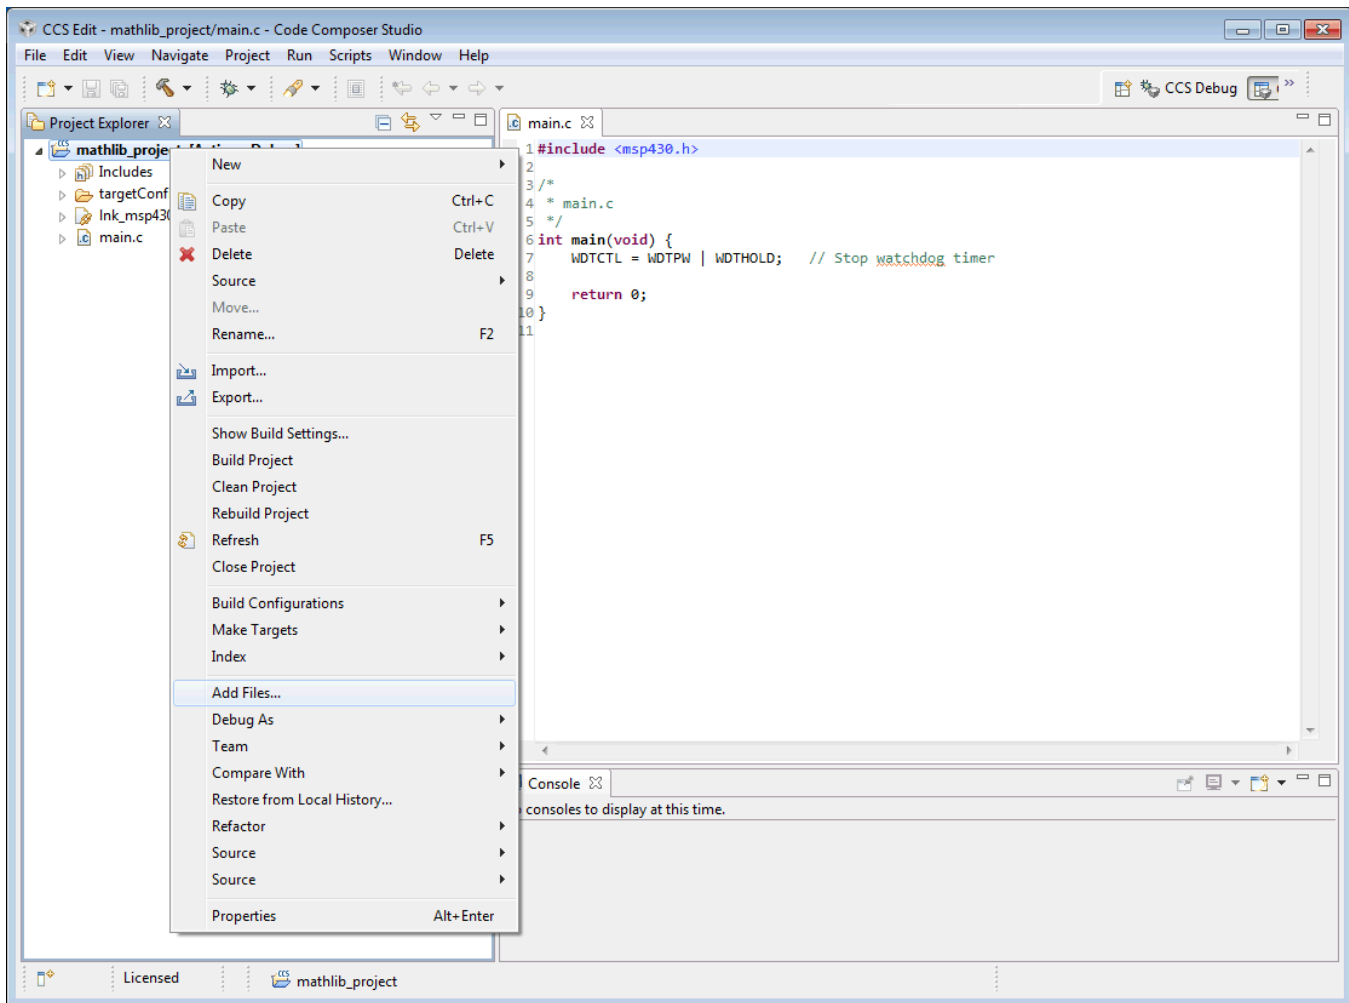 CCS Edit - mathlib_project/main.c - Code Composer Studio
File Edit View Navigate Project Run Scripts Window Help
CCS Debug
Project Explorer
main.c
mathlib_proje
Includes
targetConf
lnk_msp430
main.c
New
Copy Ctrl+C
Paste Ctrl+V
Delete Delete
Source
Move...
Rename... F2
Import...
Export...
Show Build Settings...
Build Project
Clean Project
Rebuild Project
Refresh F5
Close Project
Build Configurations
Make Targets
Index
Add Files...
Debug As
Team
Compare With
Restore from Local History...
Refactor
Source
Source
Properties Alt+Enter
1 #include <msp430.h>
2
3 /*
4 * main.c
5 */
6 int main(void) {
7 WDTCTL = WDTPW | WDTHOLD; // Stop watchdog timer
8
9 return 0;
10 }
11
Console
consoles to display at this time.
Licensed
mathlib_project